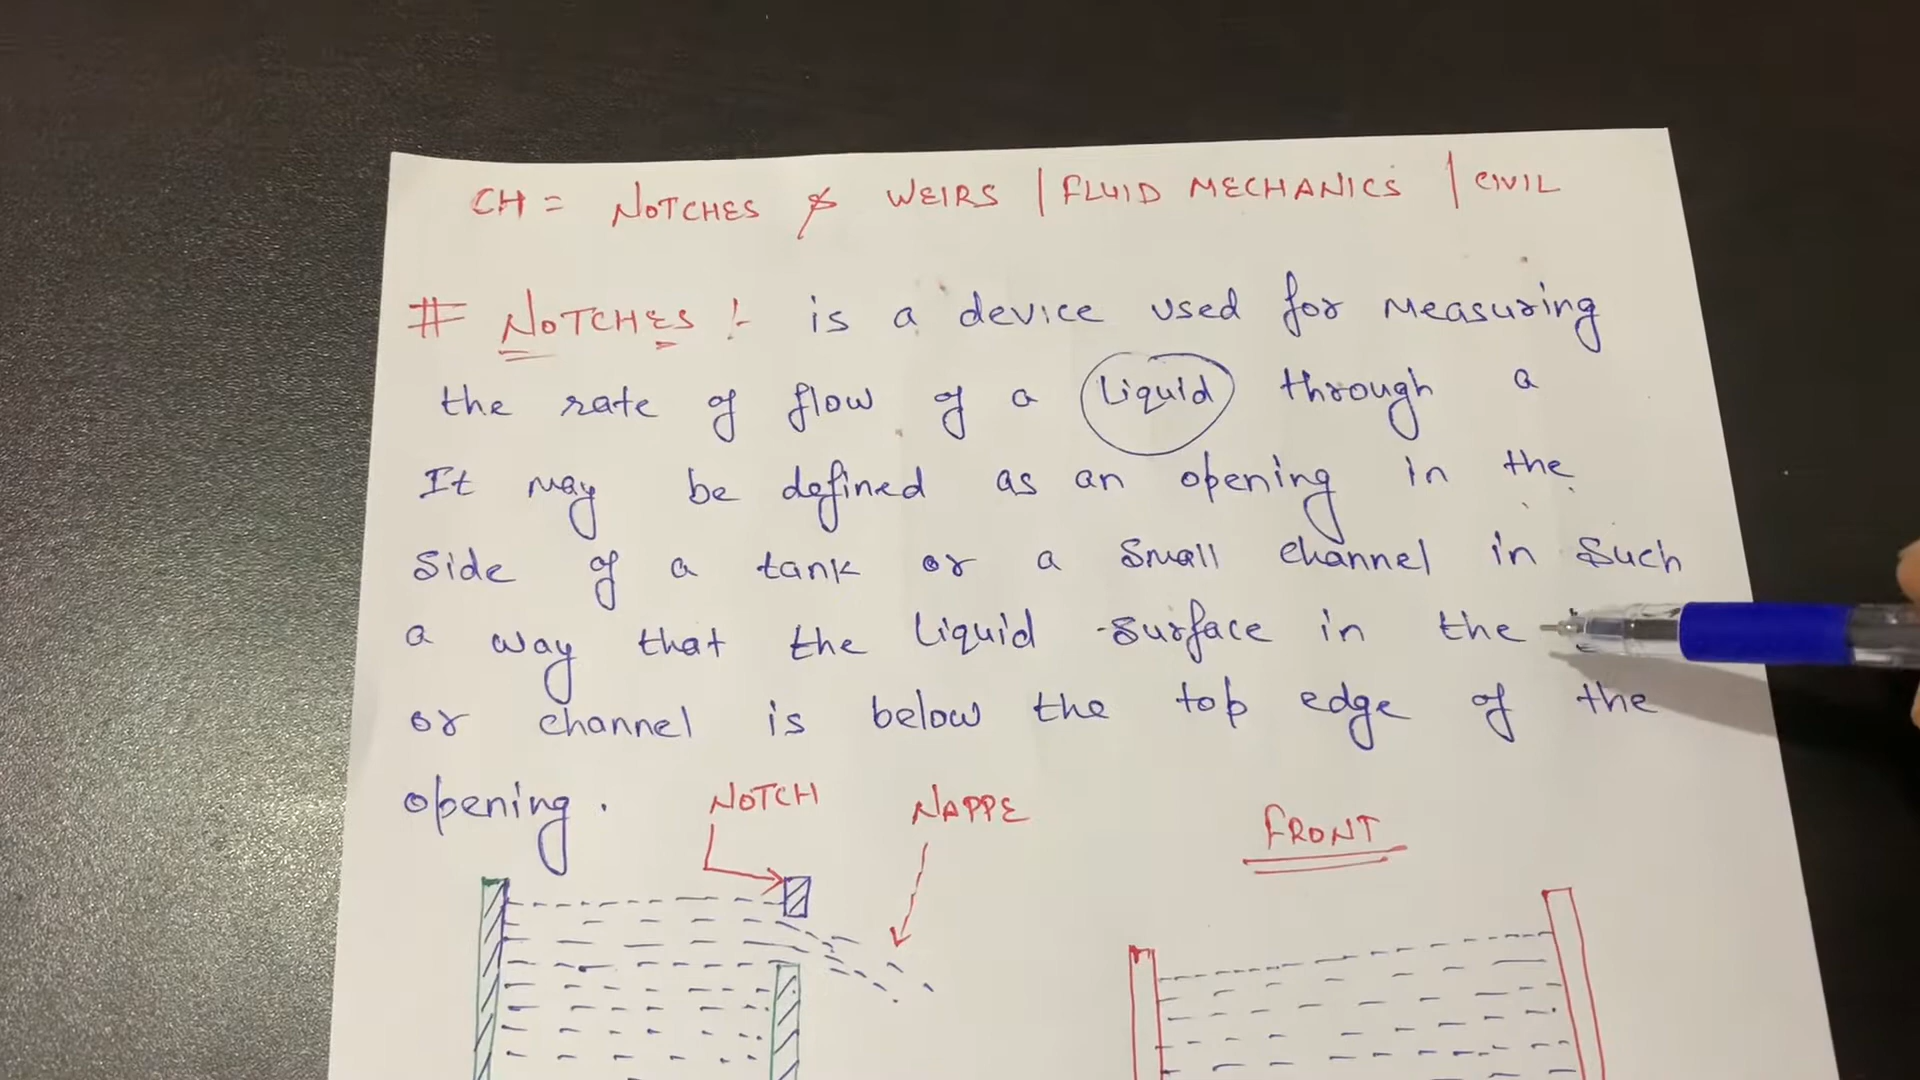 CH = NOTCHES & WEIRS | FLUID MECHANICS | CIVIL
# NOTCHES :- is a device used for Measuring
the rate of flow of a Liquid through a
It may be defined as an opening in the
Side of a tank or a Small channel in Such
a way that the Liquid Surface in the
or channel is below the top edge of the
opening.
NOTCH
NAPPE
FRONT